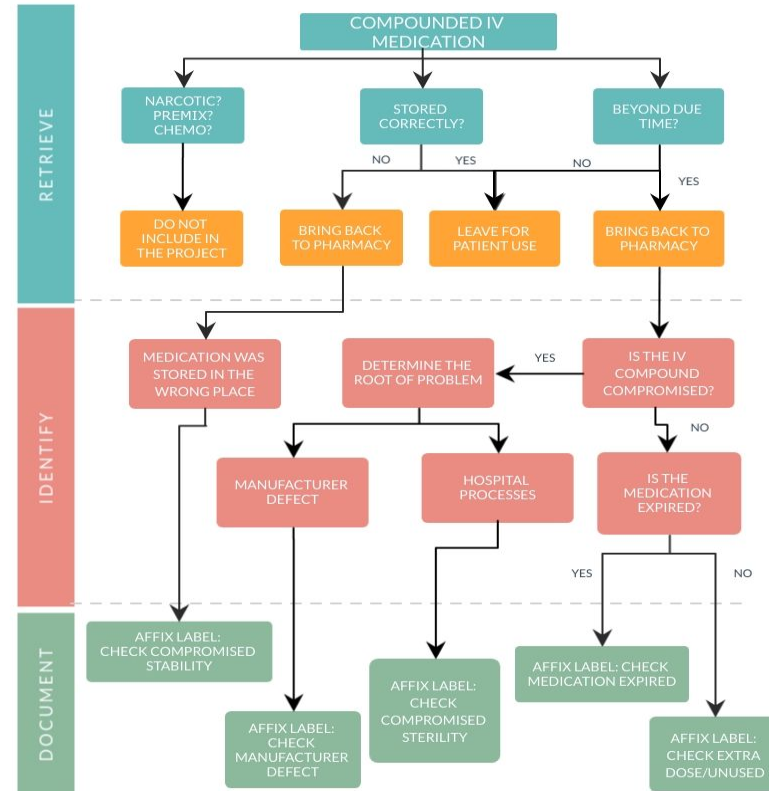 COMPOUNDED IV
MEDICATION
RETRIEVE
NARCOTIC?
PREMIX?
CHEMO?
STORED
CORRECTLY?
BEYOND DUE
TIME?
NO
YES
NO
YES
DO NOT
INCLUDE IN
THE PROJECT
BRING BACK
TO PHARMACY
LEAVE FOR
PATIENT USE
BRING BACK
TO PHARMACY
IDENTIFY
MEDICATION WAS
STORED IN THE
WRONG PLACE
DETERMINE THE
ROOT OF PROBLEM
YES
IS THE IV
COMPOUND
COMPROMISED?
NO
MANUFACTURER
DEFECT
HOSPITAL
PROCESSES
IS THE
MEDICATION
EXPIRED?
YES
NO
DOCUMENT
AFFIX LABEL:
CHECK COMPROMISED
STABILITY
AFFIX LABEL:
CHECK
MANUFACTURER
DEFECT
AFFIX LABEL:
CHECK
COMPROMISED
STERILITY
AFFIX LABEL: CHECK
MEDICATION EXPIRED
AFFIX LABEL:
CHECK EXTRA
DOSE/UNUSED